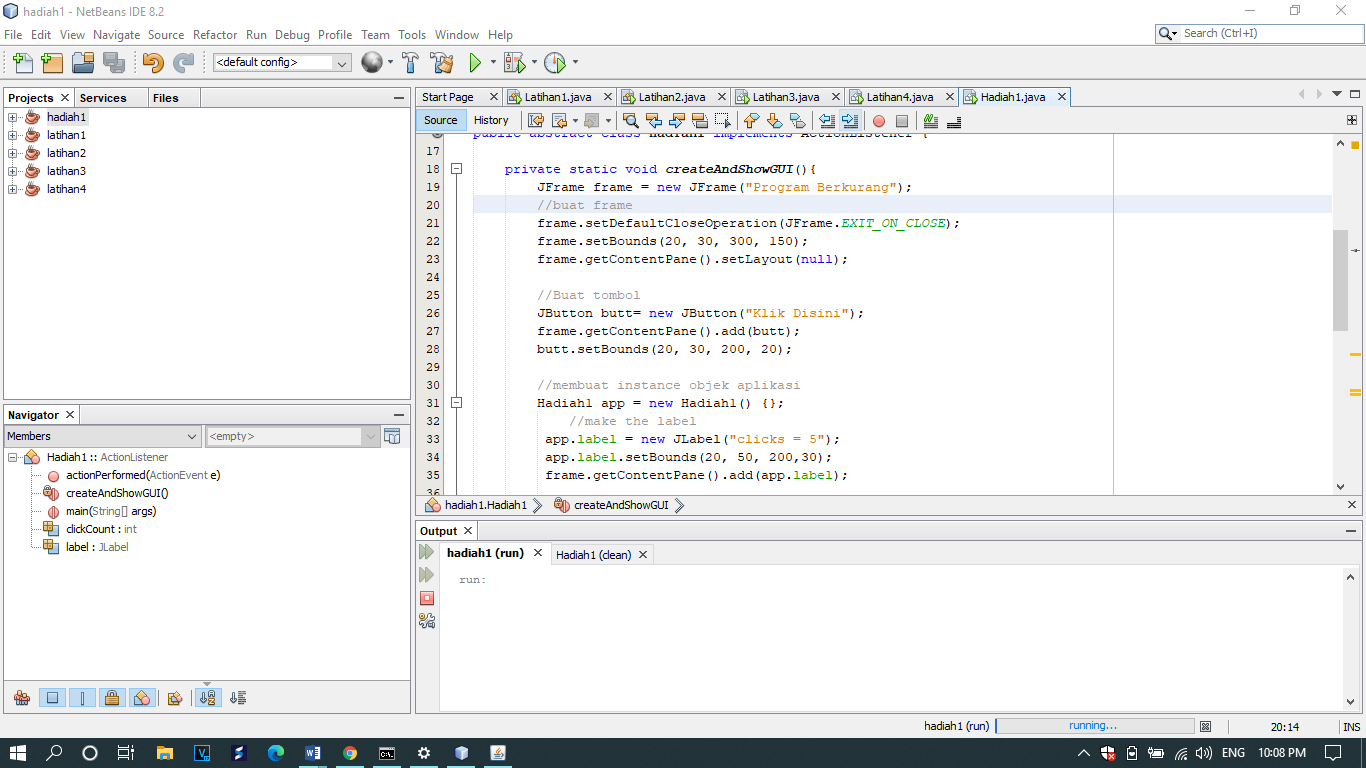 hadiah1 - NetBeans IDE 8.2
File Edit View Navigate Source Refactor Run Debug Profile Team Tools Window Help
Search (Ctrl+I)
<default config>
Projects Services Files
hadiah1
latihan1
latihan2
latihan3
latihan4
Start Page Latihan1.java Latihan2.java Latihan3.java Latihan4.java Hadiah1.java
Source History
public abstract class Hadiah1 implements ActionListener {
17
18 private static void createAndShowGUI(){
19 JFrame frame = new JFrame("Program Berkurang");
20 //buat frame
21 frame.setDefaultCloseOperation(JFrame.EXIT_ON_CLOSE);
22 frame.setBounds(20, 30, 300, 150);
23 frame.getContentPane().setLayout(null);
24
25 //Buat tombol
26 JButton butt= new JButton("Klik Disini");
27 frame.getContentPane().add(butt);
28 butt.setBounds(20, 30, 200, 20);
29
30 //membuat instance objek aplikasi
31 Hadiah1 app = new Hadiah1() {};
32 //make the label
33 app.label = new JLabel("clicks = 5");
34 app.label.setBounds(20, 50, 200,30);
35 frame.getContentPane().add(app.label);
36
hadiah1.Hadiah1 createAndShowGUI
Navigator
Members <empty>
Hadiah1 :: ActionListener
actionPerformed(ActionEvent e)
createAndShowGUI()
main(String[] args)
clickCount : int
label : JLabel
Output
hadiah1 (run) Hadiah1 (clean)
run:
hadiah1 (run) running... 20:14 INS
ENG 10:08 PM